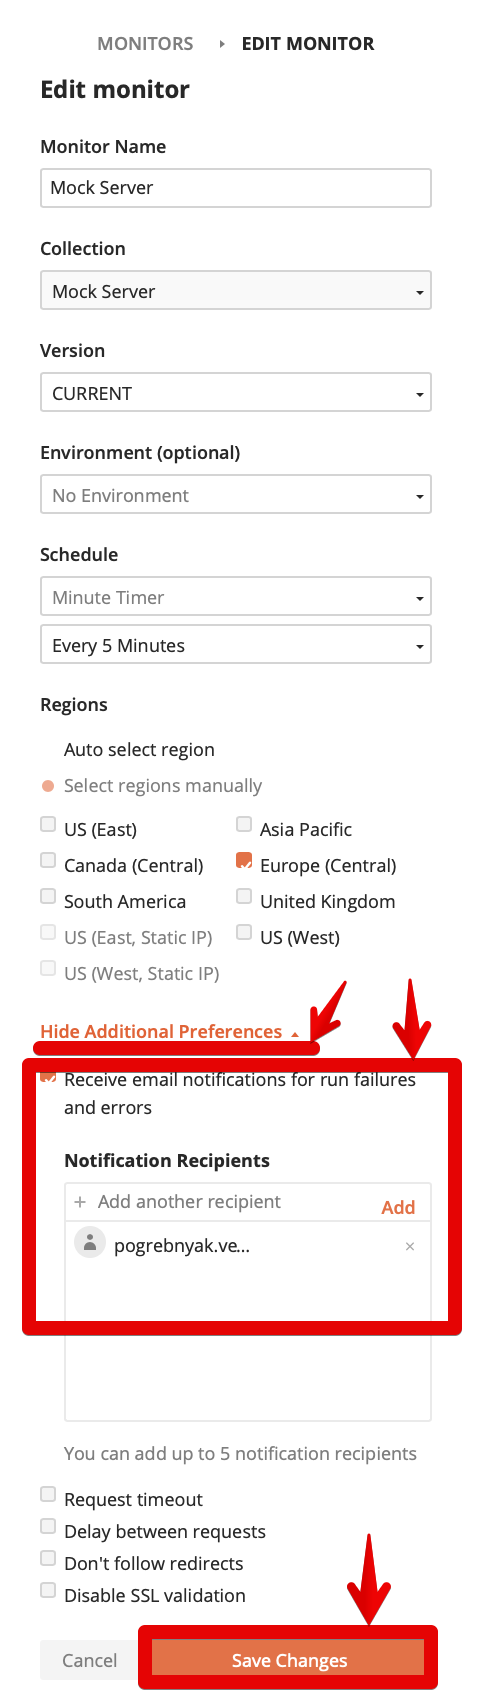 MONITORS EDIT MONITOR
Edit monitor
Monitor Name
Mock Server
Collection
Mock Server
Version
CURRENT
Environment (optional)
No Environment
Schedule
Minute Timer
Every 5 Minutes
Regions
Auto select region
Select regions manually
US (East) Asia Pacific
Canada (Central) Europe (Central)
South America United Kingdom
US (East, Static IP) US (West)
US (West, Static IP)
Hide Additional Preferences
Receive email notifications for run failures
and errors
Notification Recipients
+ Add another recipient Add
pogrebnyak.ve... ×
You can add up to 5 notification recipients
Request timeout
Delay between requests
Don't follow redirects
Disable SSL validation
Cancel Save Changes